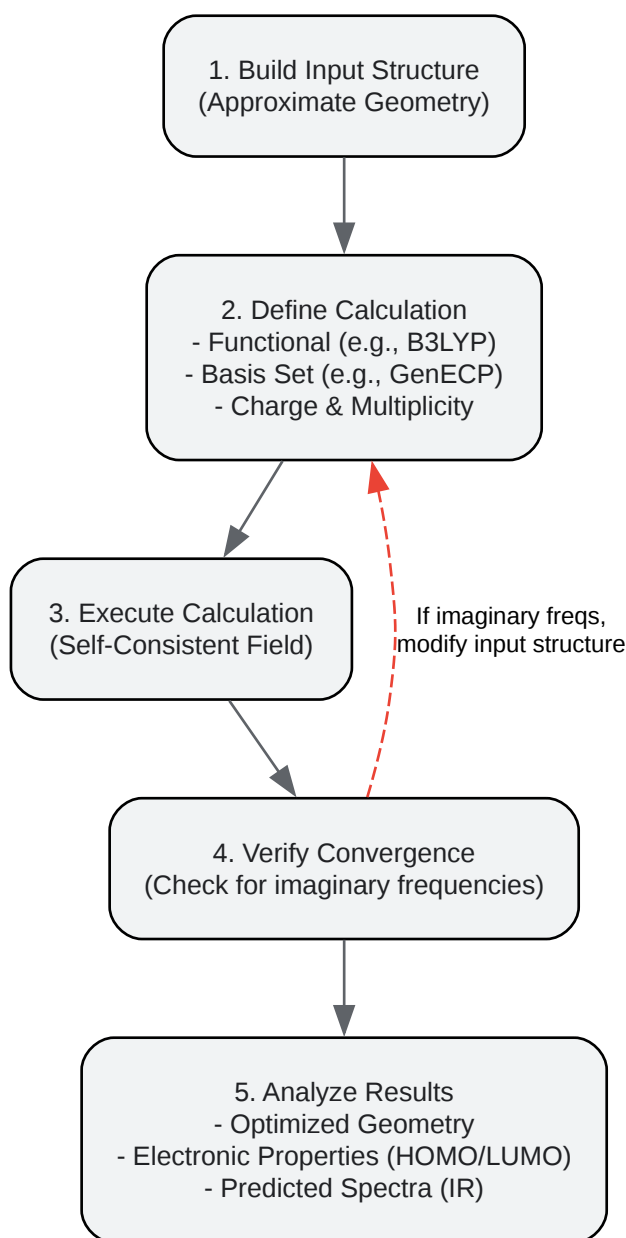 1. Build Input Structure
(Approximate Geometry)
2. Define Calculation
- Functional (e.g., B3LYP)
- Basis Set (e.g., GenECP)
- Charge & Multiplicity
3. Execute Calculation
(Self-Consistent Field)
If imaginary freqs,
modify input structure
4. Verify Convergence
(Check for imaginary frequencies)
5. Analyze Results
- Optimized Geometry
- Electronic Properties (HOMO/LUMO)
- Predicted Spectra (IR)